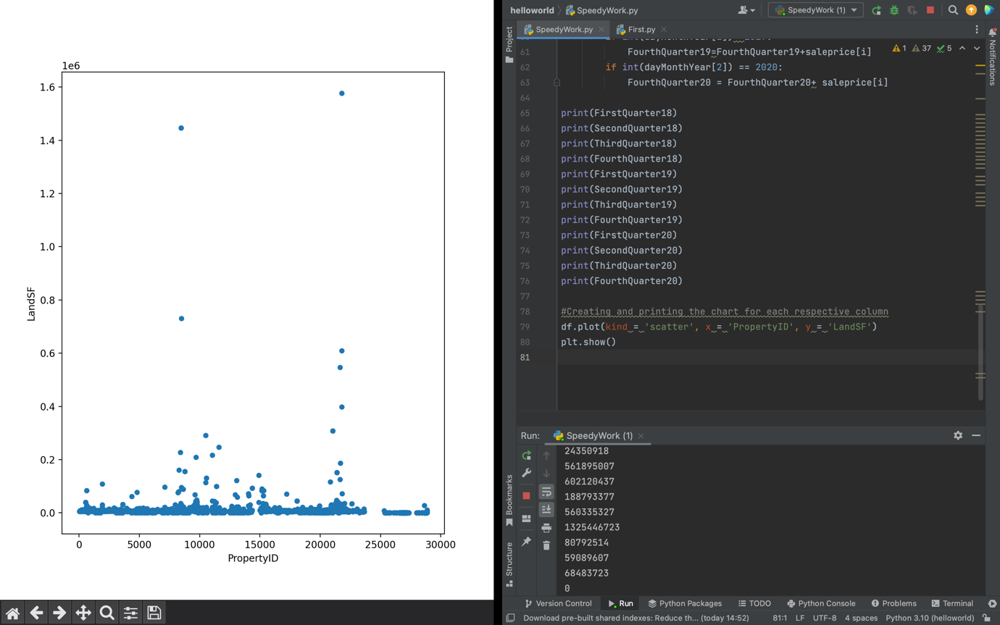 1e6
1.6
1.4
1.2
1.0
0.8
0.6
0.4
0.2
0.0
LandSF
0 5000 10000 15000 20000 25000 30000
PropertyID
helloworld SpeedyWork.py SpeedyWork (1)
SpeedyWork.py First.py
Project
Notifications
1 37 5
61 FourthQuarter19=FourthQuarter19+saleprice[i]
62 if int(dayMonthYear[2]) == 2020:
63 FourthQuarter20 = FourthQuarter20+ saleprice[i]
64
65 print(FirstQuarter18)
66 print(SecondQuarter18)
67 print(ThirdQuarter18)
68 print(FourthQuarter18)
69 print(FirstQuarter19)
70 print(SecondQuarter19)
71 print(ThirdQuarter19)
72 print(FourthQuarter19)
73 print(FirstQuarter20)
74 print(SecondQuarter20)
75 print(ThirdQuarter20)
76 print(FourthQuarter20)
77
78 #Creating and printing the chart for each respective column
79 df.plot(kind = 'scatter', x = 'PropertyID', y = 'LandSF')
80 plt.show()
81
Run: SpeedyWork (1)
24350918
561895007
602120437
188793377
560335327
1325446723
80792514
59089607
68483723
0
Bookmarks
Structure
Version Control Run Python Packages TODO Python Console Problems Terminal
Download pre-built shared indexes: Reduce th... (today 14:52) 81:1 LF UTF-8 4 spaces Python 3.10 (helloworld)